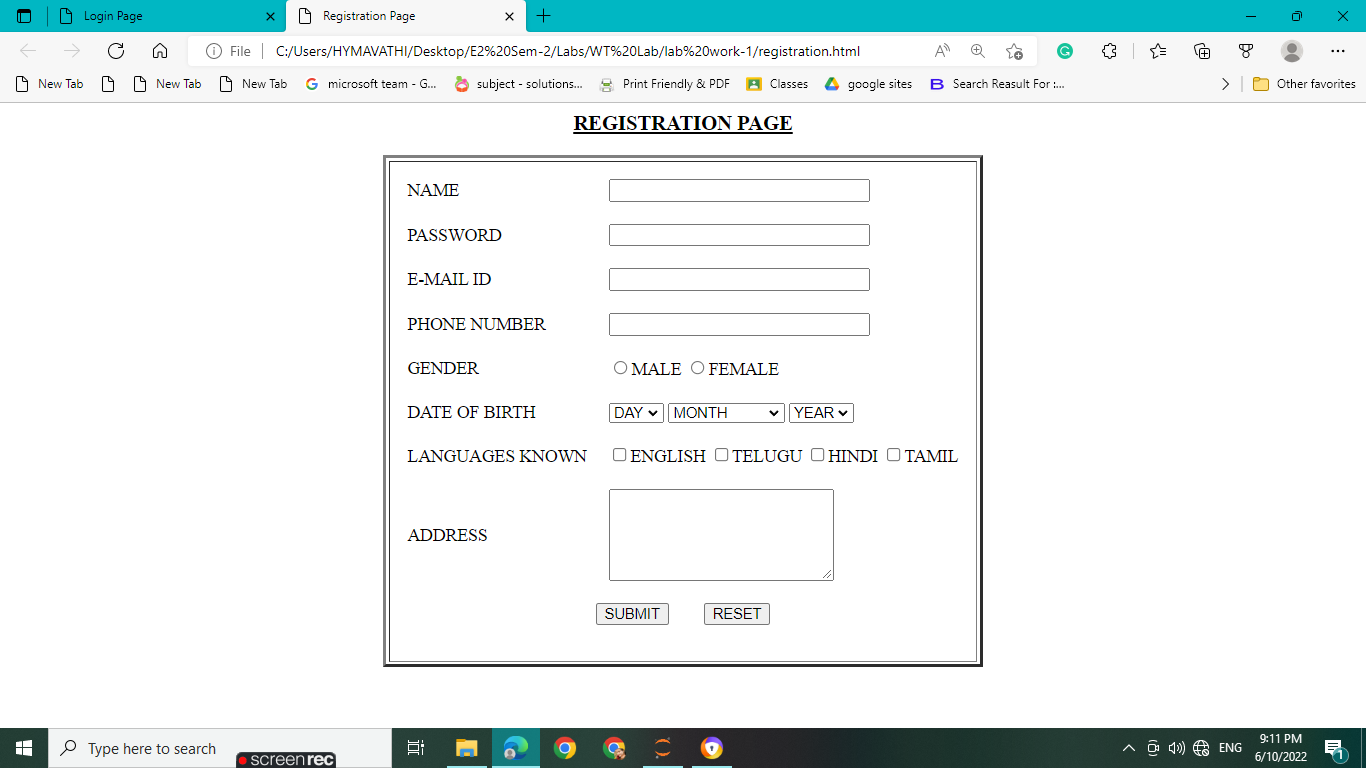 Login Page Registration Page
File C:/Users/HYMAVATHI/Desktop/E2%20Sem-2/Labs/WT%20Lab/lab%20work-1/registration.html
New Tab New Tab New Tab microsoft team - G... subject - solutions... Print Friendly & PDF Classes google sites Search Reasult For :... Other favorites
REGISTRATION PAGE
NAME
PASSWORD
E-MAIL ID
PHONE NUMBER
GENDER MALE FEMALE
DATE OF BIRTH DAY MONTH YEAR
LANGUAGES KNOWN ENGLISH TELUGU HINDI TAMIL
ADDRESS
SUBMIT RESET
Type here to search
screenrec
ENG
9:11 PM
6/10/2022
1